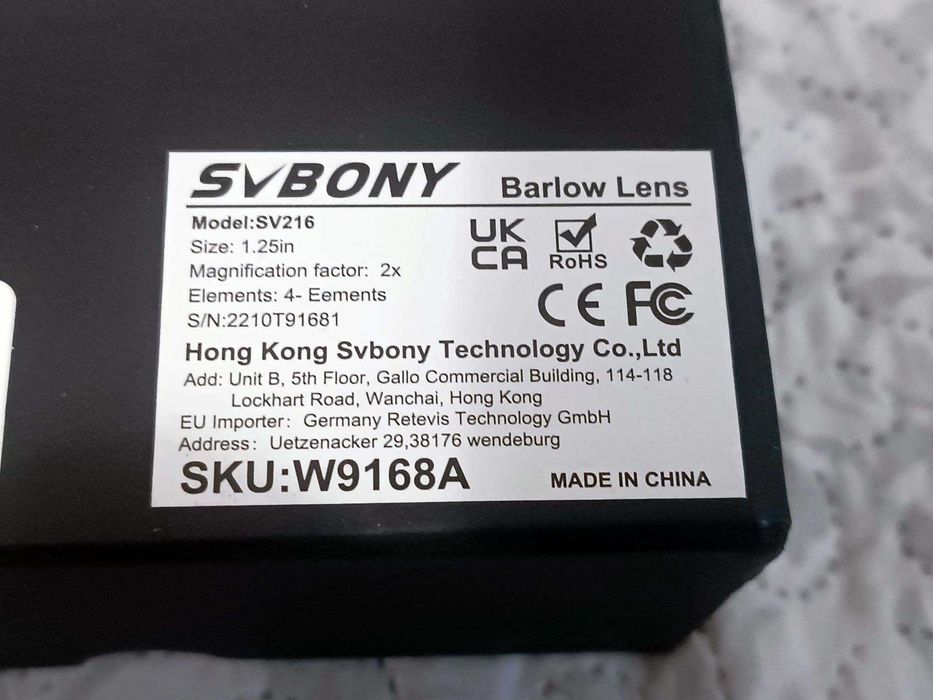 SVBONY Barlow Lens
Model:SV216
Size: 1.25in
Magnification factor: 2x
Elements: 4- Eements
S/N:2210T91681
UK
CA
RoHS
CE FC
Hong Kong Svbony Technology Co.,Ltd
Add: Unit B, 5th Floor, Gallo Commercial Building, 114-118
Lockhart Road, Wanchai, Hong Kong
EU Importer: Germany Retevis Technology GmbH
Address: Uetzenacker 29,38176 wendeburg
SKU:W9168A MADE IN CHINA